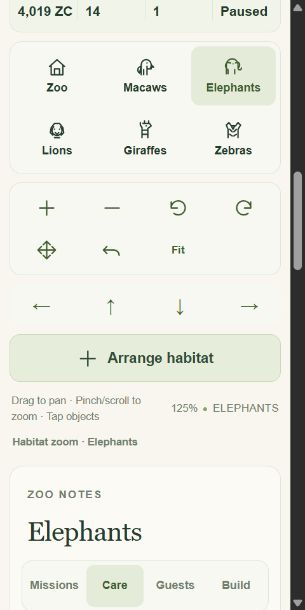 4,019 ZC 14 1 Paused
Zoo Macaws Elephants
Lions Giraffes Zebras
Fit
Arrange habitat
Drag to pan · Pinch/scroll to
zoom · Tap objects
125% • ELEPHANTS
Habitat zoom · Elephants
ZOO NOTES
Elephants
Missions Care Guests Build